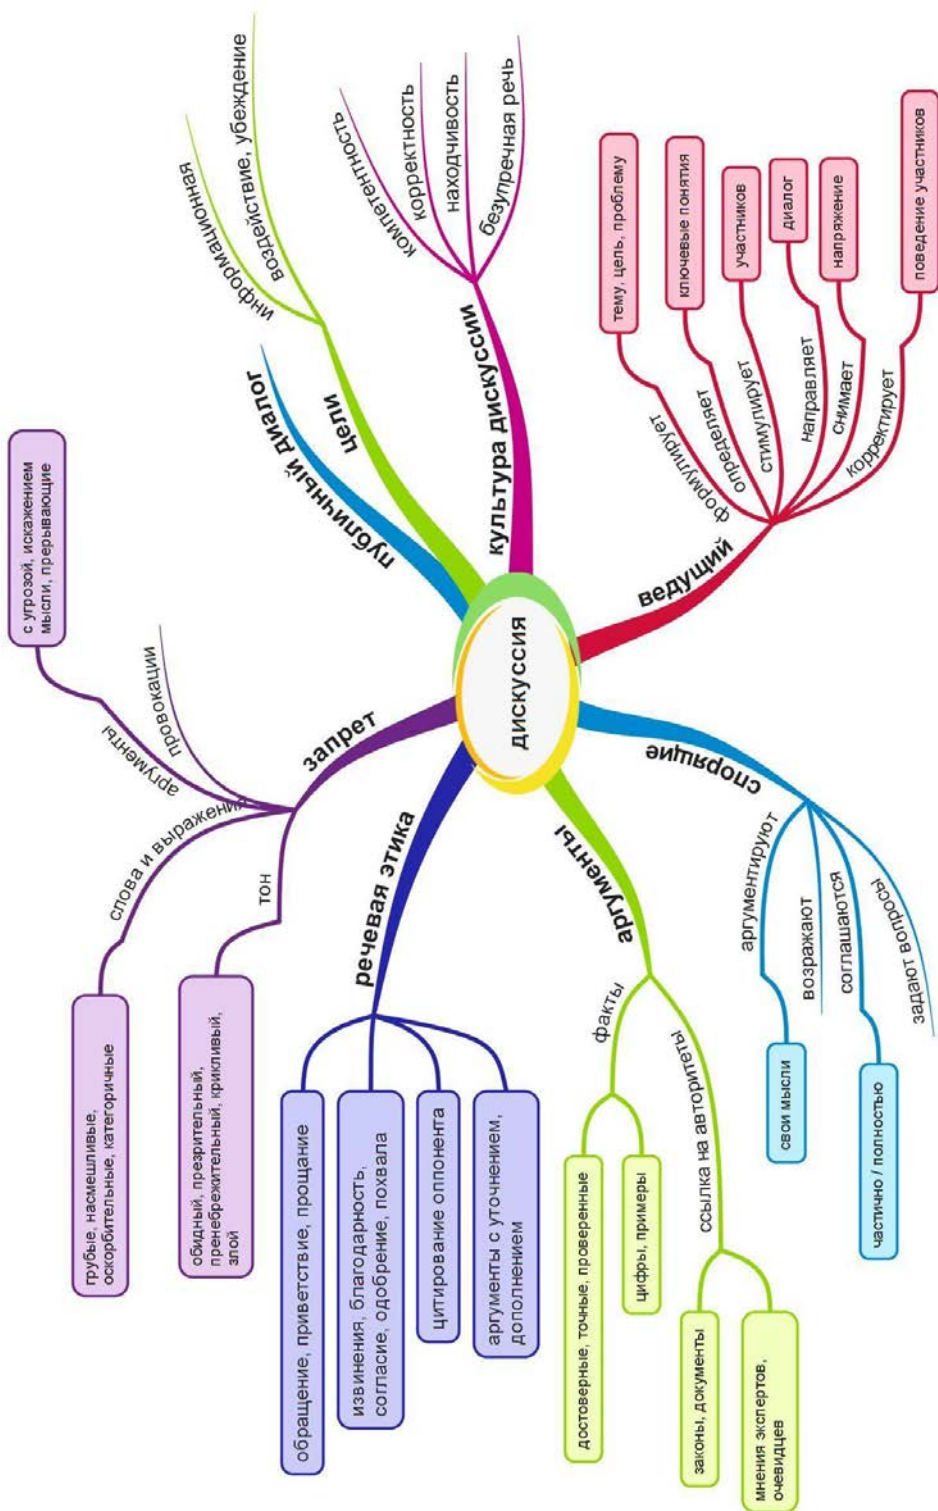 дискуссия
публичный диалог
цели
информационная
воздействие, убеждение
культура дискуссии
компетентность
корректность
находчивость
безупречная речь
ведущий
формулирует
тему, цель, проблему
определяет
ключевые понятия
стимулирует
участников
направляет
диалог
снимает
напряжение
корректирует
поведение участников
спорящие
аргументируют
свои мысли
возражают
соглашаются
частично / полностью
задают вопросы
аргументы
факты
достоверные, точные, проверенные
цифры, примеры
ссылка на авторитеты
законы, документы
мнения экспертов,
очевидцев
речевая этика
обращение, приветствие, прощание
извинения, благодарность,
согласие, одобрение, похвала
цитирование оппонента
аргументы с уточнением,
дополнением
запрет
тон
обидный, презрительный,
пренебрежительный, крикливый,
злой
слова и выражения
грубые, насмешливые,
оскорбительные, категоричные
аргументы
с угрозой, искажением
мысли, прерывающие
провокации